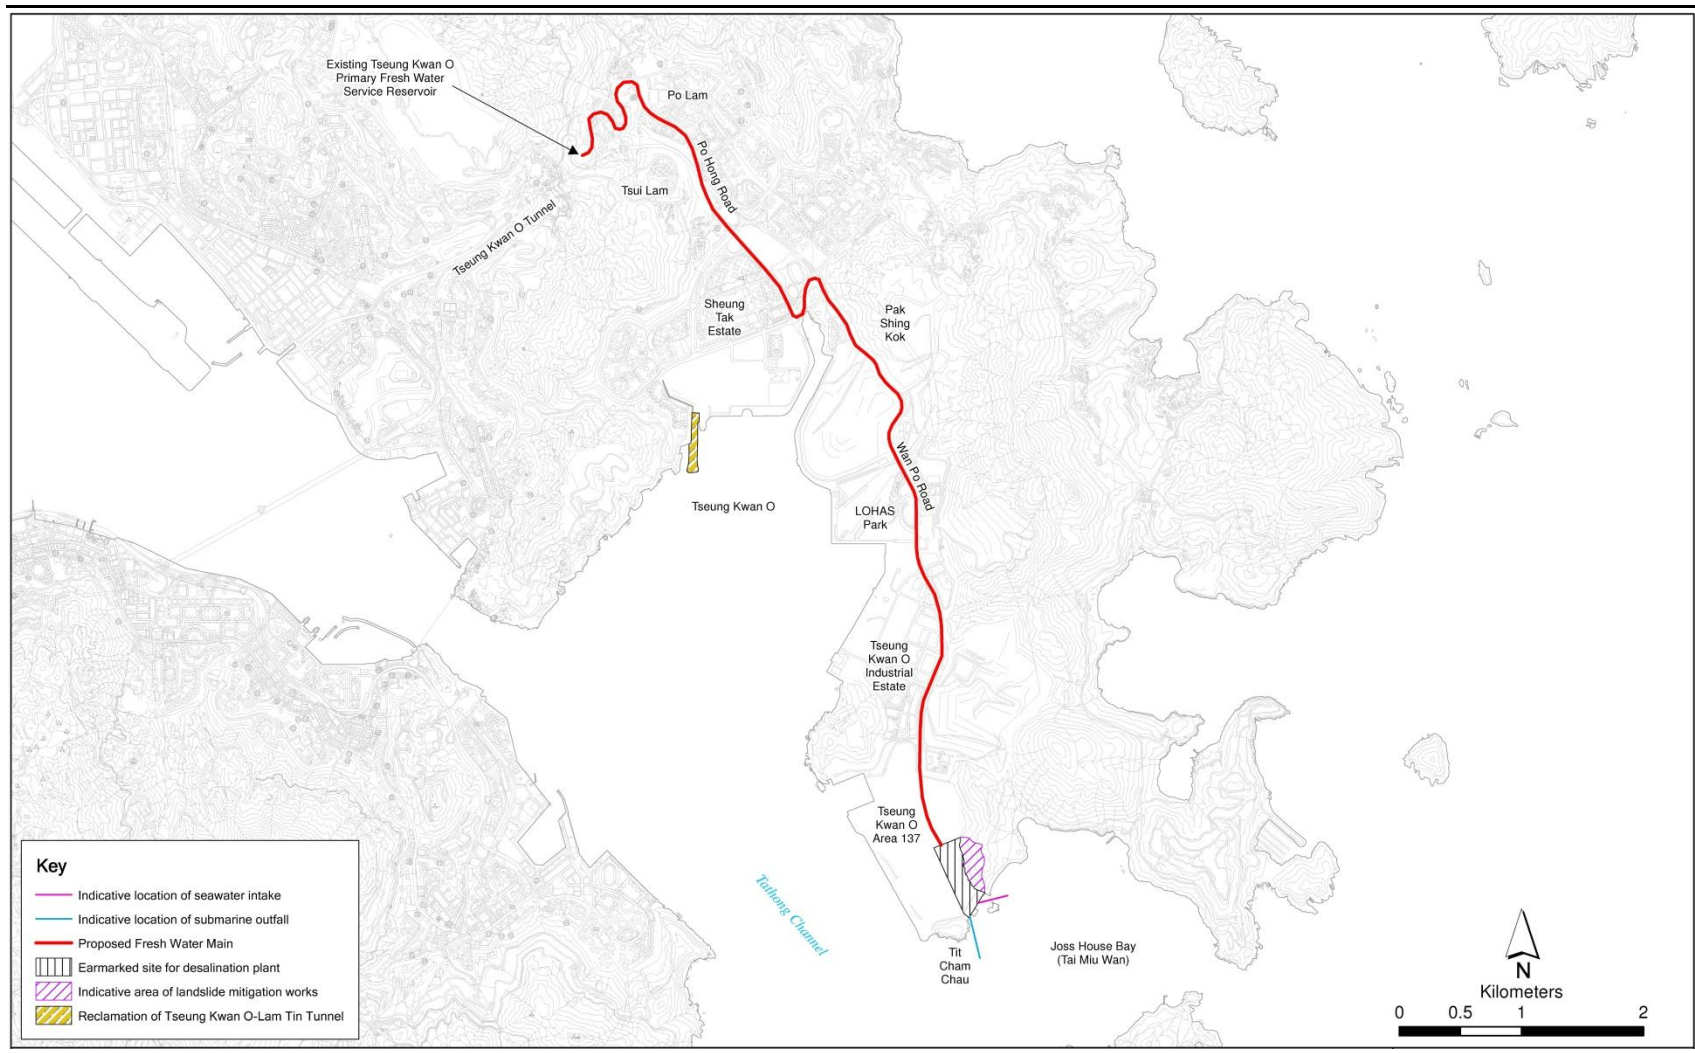 Existing Tseung Kwan O
Primary Fresh Water
Service Reservoir
Po Lam
Po Hong Road
Tsui Lam
Tseung Kwan O Tunnel
Sheung
Tak
Estate
Pak
Shing
Kok
Wan Po Road
Tseung Kwan O
LOHAS
Park
Tseung
Kwan O
Industrial
Estate
Tseung
Kwan O
Area 137
Tathong Channel
Tit
Cham
Chau
Joss House Bay
(Tai Miu Wan)
Key
Indicative location of seawater intake
Indicative location of submarine outfall
Proposed Fresh Water Main
Earmarked site for desalination plant
Indicative area of landslide mitigation works
Reclamation of Tseung Kwan O-Lam Tin Tunnel
N
Kilometers
0 0.5 1 2